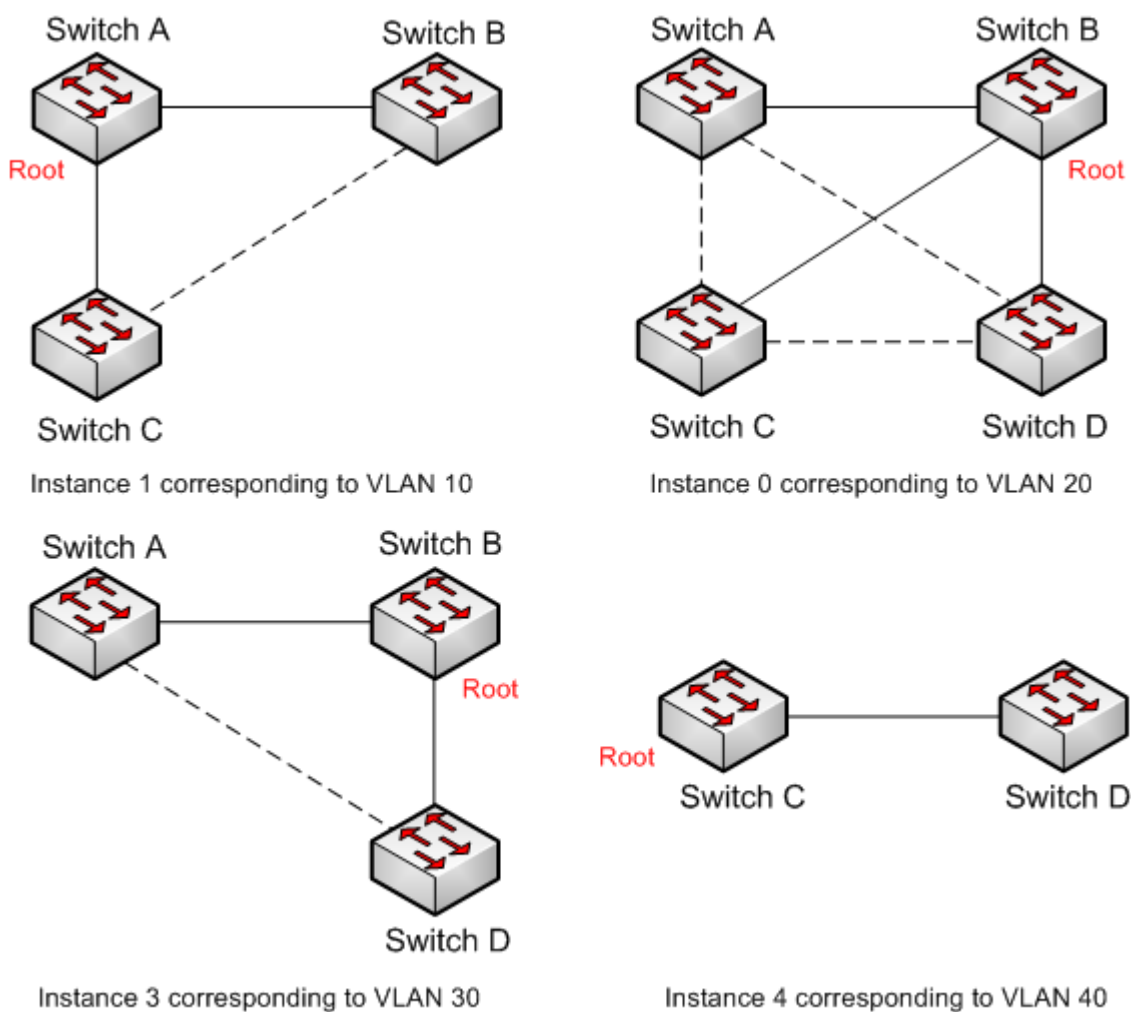 Switch A
Switch B
Root
Switch C
Instance 1 corresponding to VLAN 10
Switch A
Switch B
Root
Switch C
Switch D
Instance 0 corresponding to VLAN 20
Switch A
Switch B
Root
Switch D
Instance 3 corresponding to VLAN 30
Root
Switch C
Switch D
Instance 4 corresponding to VLAN 40